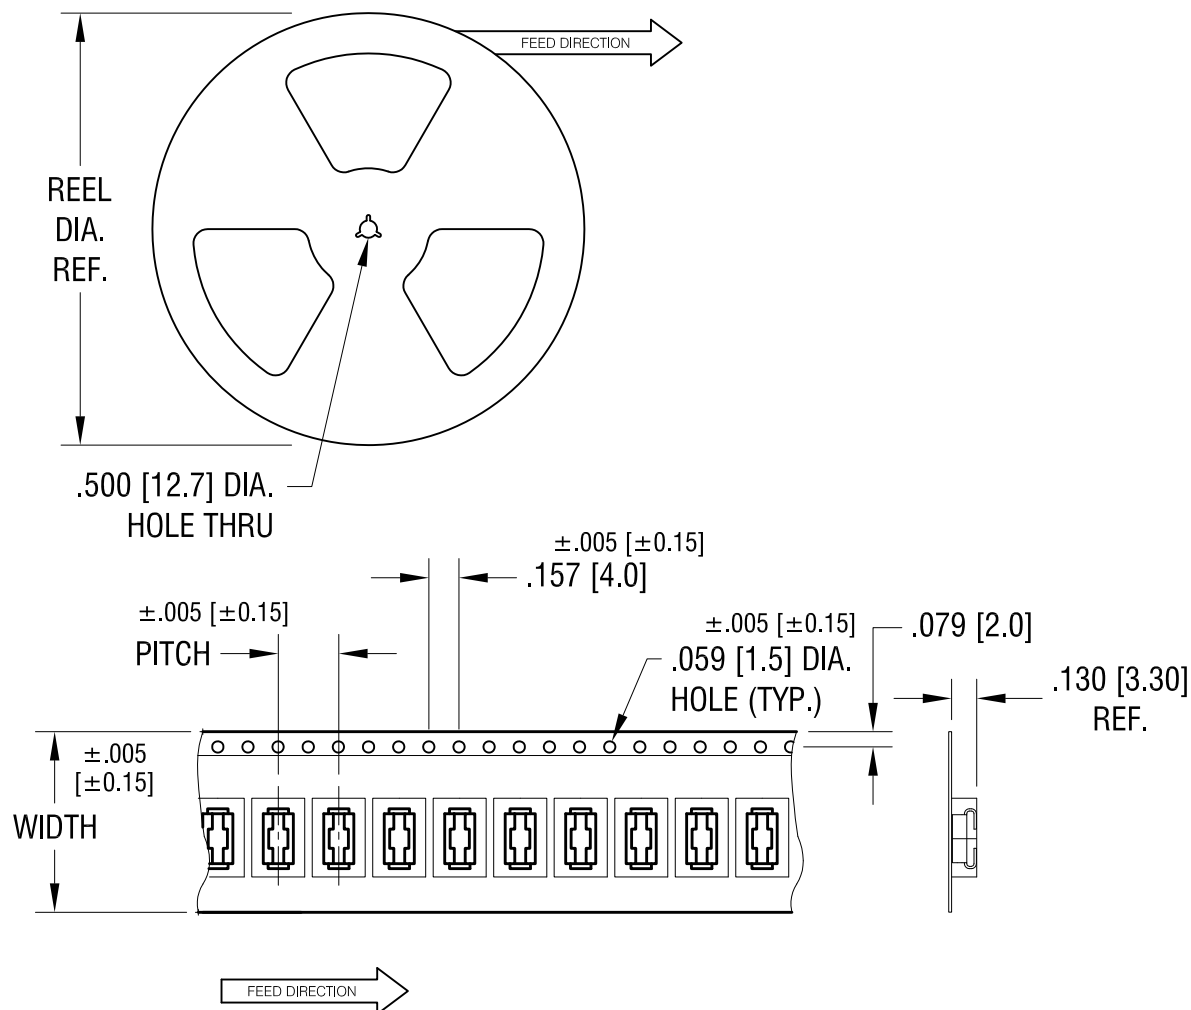 FEED DIRECTION
REEL
DIA.
REF.
.500 [12.7] DIA.
HOLE THRU
±.005 [±0.15]
.157 [4.0]
±.005 [±0.15]
PITCH
±.005 [±0.15]
.059 [1.5] DIA.
HOLE (TYP.)
.079 [2.0]
.130 [3.30]
REF.
±.005
[±0.15]
WIDTH
FEED DIRECTION